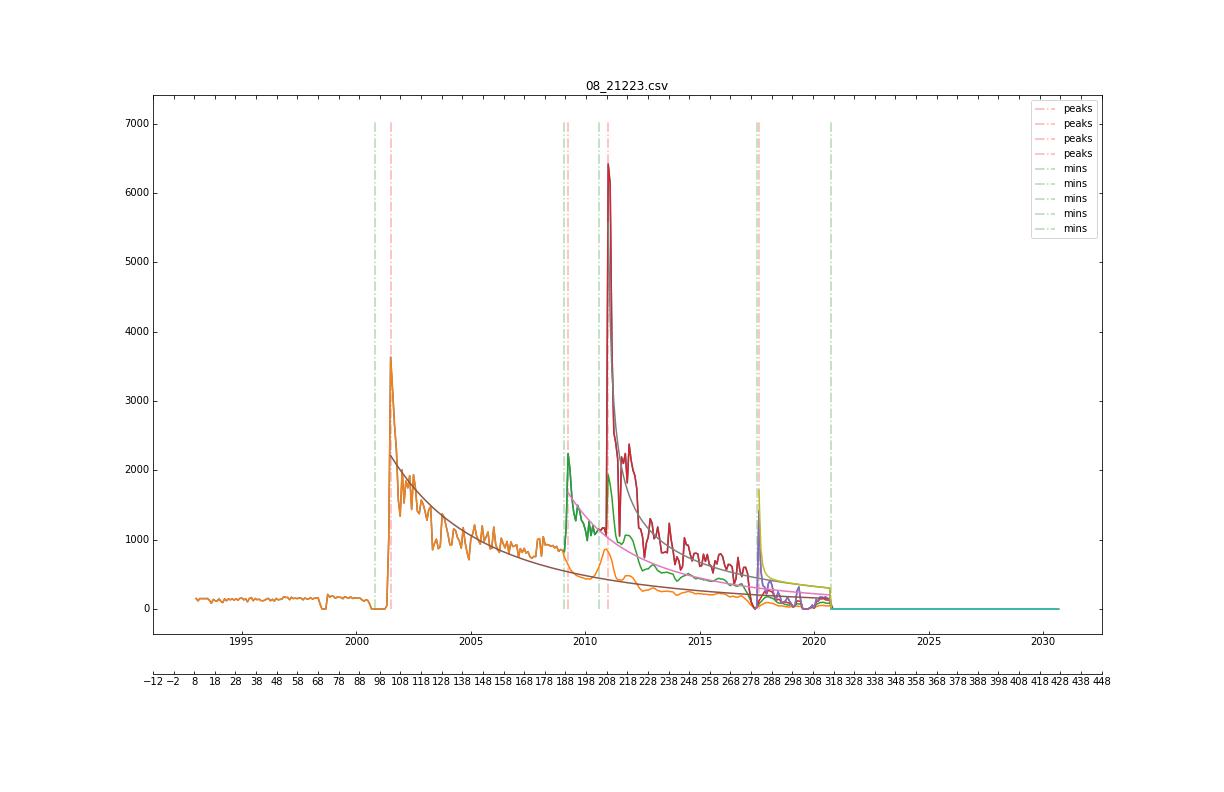 08_21223.csv
peaks
peaks
peaks
peaks
mins
mins
mins
mins
mins
7000
6000
5000
4000
3000
2000
1000
0
1995 2000 2005 2010 2015 2020 2025 2030
−12 −2 8 18 28 38 48 58 68 78 88 98 108 118 128 138 148 158 168 178 188 198 208 218 228 238 248 258 268 278 288 298 308 318 328 338 348 358 368 378 388 398 408 418 428 438 448